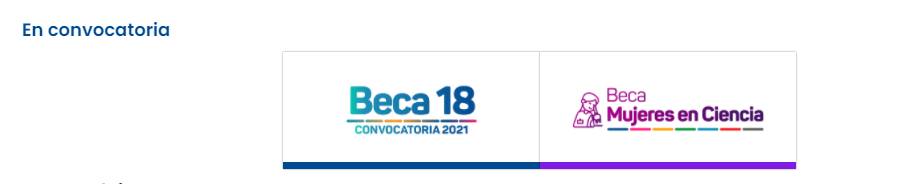 En convocatoria
Beca 18
CONVOCATORIA 2021
Beca
Mujeres en Ciencia